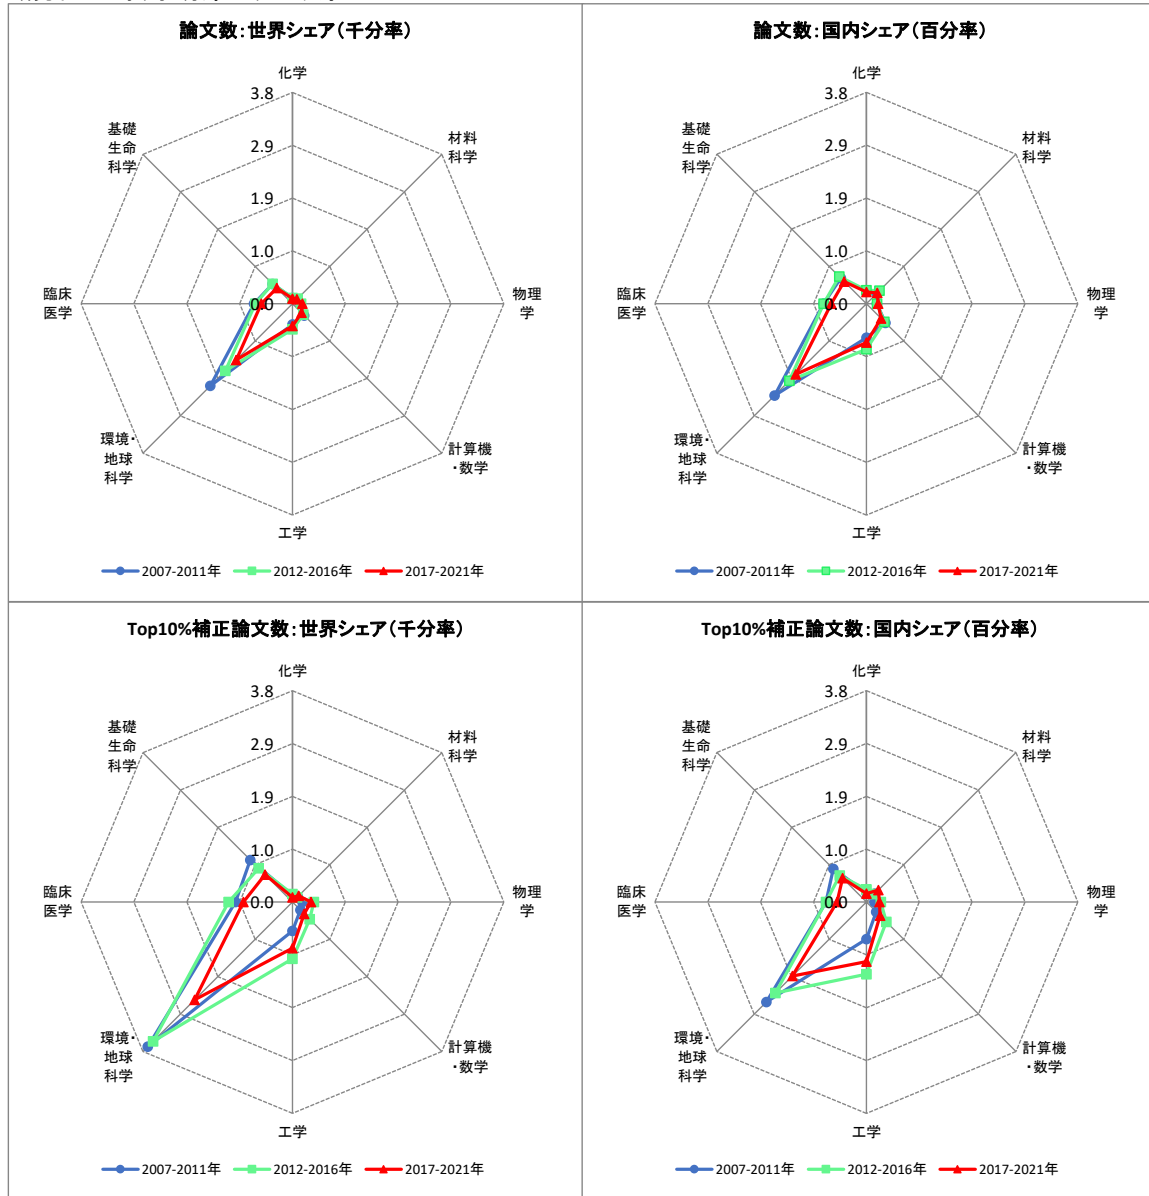 論文数：世界シェア（千分率）
化学
3.8
2.9
1.9
1.0
0.0
材料
科学
物理
学
計算機
・数学
工学
環境・
地球
科学
臨床
医学
基礎
生命
科学
2007-2011年
2012-2016年
2017-2021年
論文数：国内シェア（百分率）
化学
3.8
2.9
1.9
1.0
0.0
材料
科学
物理
学
計算機
・数学
工学
環境・
地球
科学
臨床
医学
基礎
生命
科学
2007-2011年
2012-2016年
2017-2021年
Top10%補正論文数：世界シェア（千分率）
化学
3.8
2.9
1.9
1.0
0.0
材料
科学
物理
学
計算機
・数学
工学
環境・
地球
科学
臨床
医学
基礎
生命
科学
2007-2011年
2012-2016年
2017-2021年
Top10%補正論文数：国内シェア（百分率）
化学
3.8
2.9
1.9
1.0
0.0
材料
科学
物理
学
計算機
・数学
工学
環境・
地球
科学
臨床
医学
基礎
生命
科学
2007-2011年
2012-2016年
2017-2021年